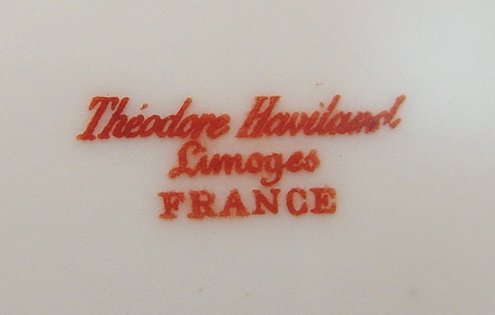 Théodore Haviland
Limoges
FRANCE